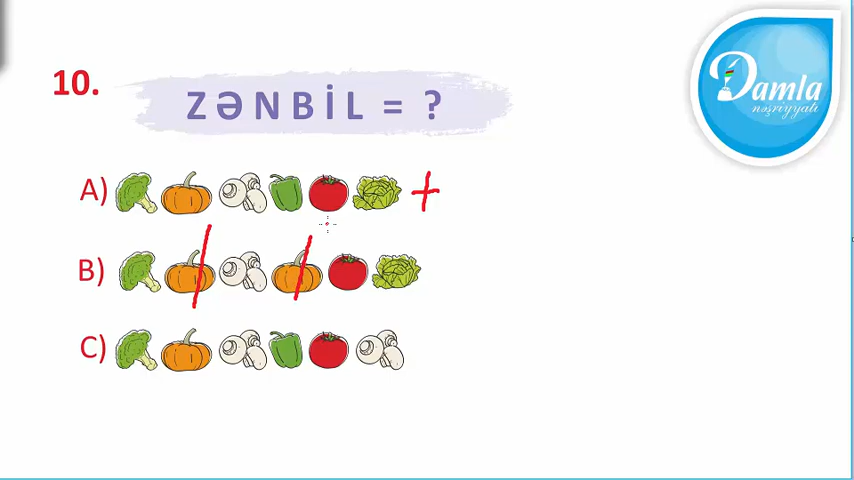 Damla
nəşriyyatı
10.
ZƏNBİL = ?
A)
B)
C)